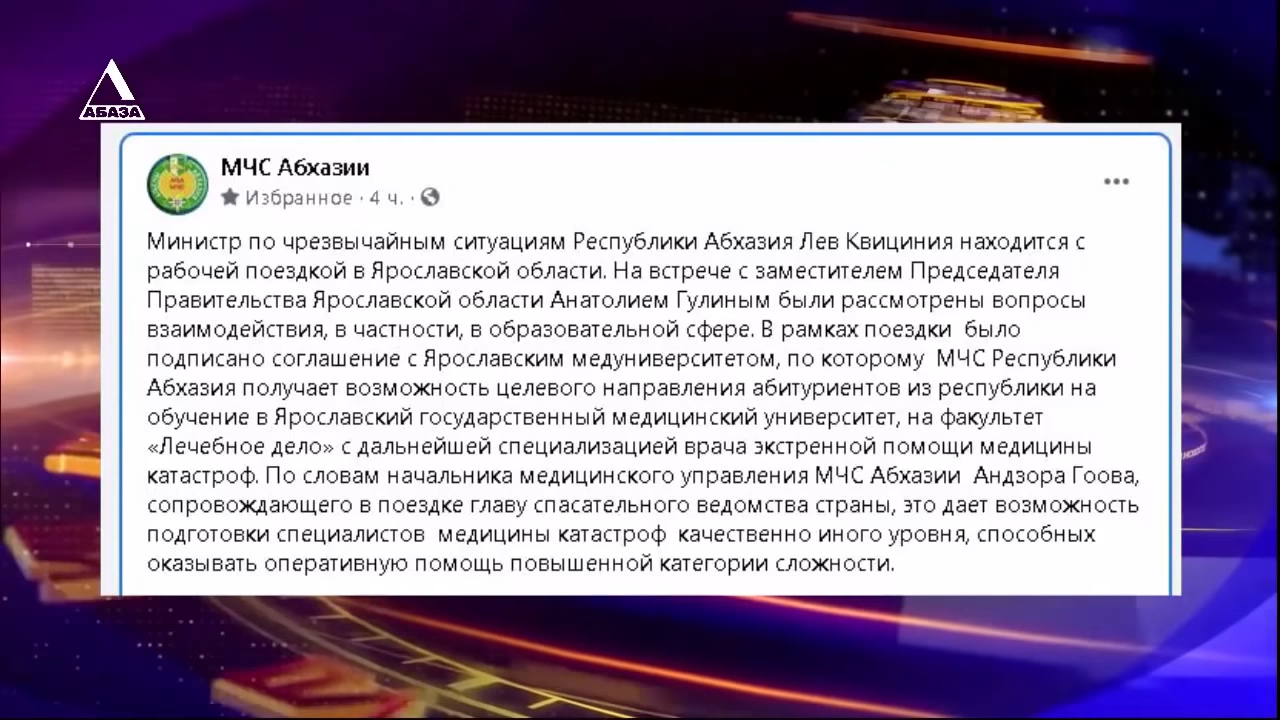 АБАЗА
МЧС Абхазии
Избранное · 4 ч. ·
Министр по чрезвычайным ситуациям Республики Абхазия Лев Квициния находится с
рабочей поездкой в Ярославской области. На встрече с заместителем Председателя
Правительства Ярославской области Анатолием Гулиным были рассмотрены вопросы
взаимодействия, в частности, в образовательной сфере. В рамках поездки  было
подписано соглашение с Ярославским медуниверситетом, по которому  МЧС Республики
Абхазия получает возможность целевого направления абитуриентов из республики на
обучение в Ярославский государственный медицинский университет, на факультет
«Лечебное дело» с дальнейшей специализацией врача экстренной помощи медицины
катастроф. По словам начальника медицинского управления МЧС Абхазии  Андзора Гоова,
сопровождающего в поездке главу спасательного ведомства страны, это дает возможность
подготовки специалистов  медицины катастроф  качественно иного уровня, способных
оказывать оперативную помощь повышенной категории сложности.